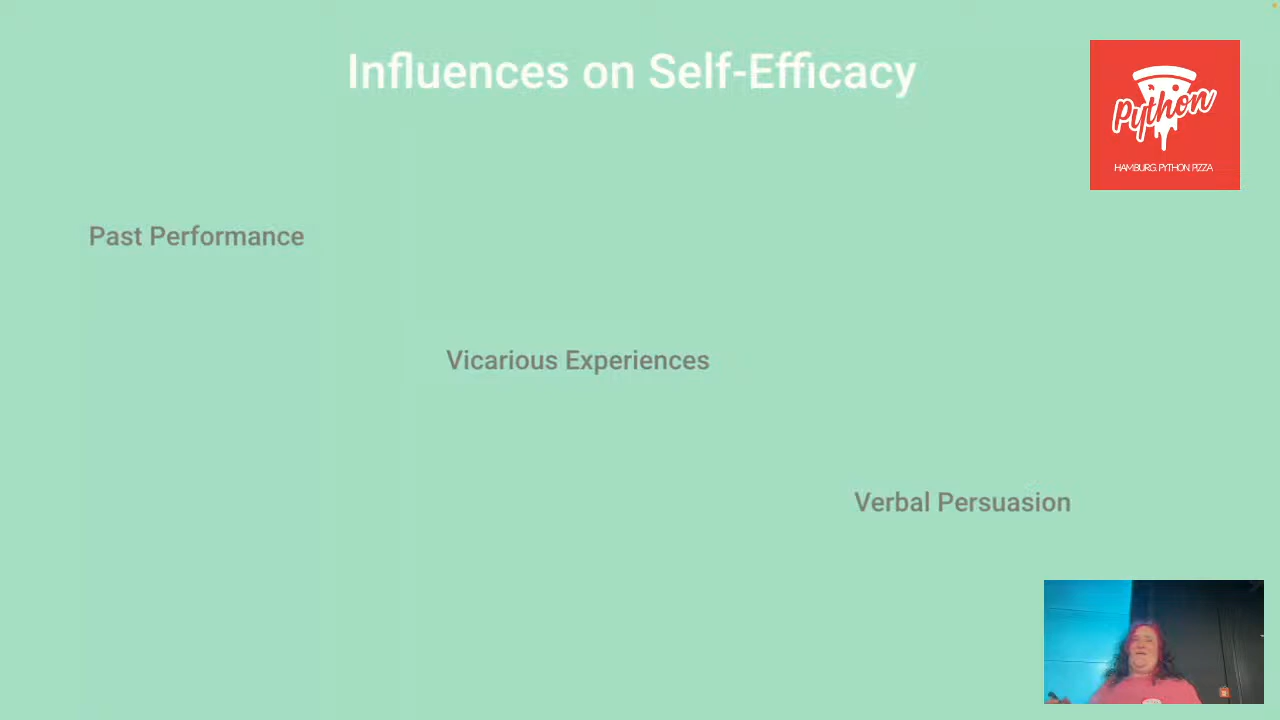 Influences on Self-Efficacy
Python
HAMBURG.PYTHON.PIZZA
Past Performance
Vicarious Experiences
Verbal Persuasion